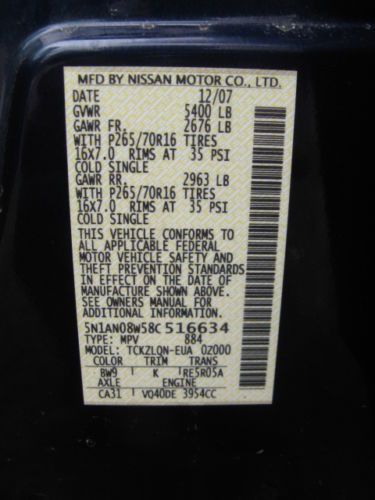 MFD BY NISSAN MOTOR CO., LTD.
DATE 12/07
GVWR 5400 LB
GAWR FR. 2676 LB
WITH P265/70R16 TIRES
16X7.0 RIMS AT 35 PSI
COLD SINGLE
GAWR RR. 2963 LB
WITH P265/70R16 TIRES
16X7.0 RIMS AT 35 PSI
COLD SINGLE
THIS VEHICLE CONFORMS TO
ALL APPLICABLE FEDERAL
MOTOR VEHICLE SAFETY AND
THEFT PREVENTION STANDARDS
IN EFFECT ON THE DATE OF
MANUFACTURE SHOWN ABOVE.
SEE OWNERS MANUAL FOR
ADDITIONAL INFORMATION.
5N1AN08W58C516634
TYPE: MPV 884
MODEL: TCKZLQN-EUA 0Z000
COLOR TRIM TRANS
BW9 K RE5R05A
AXLE ENGINE
CA31 VQ40DE 3954CC